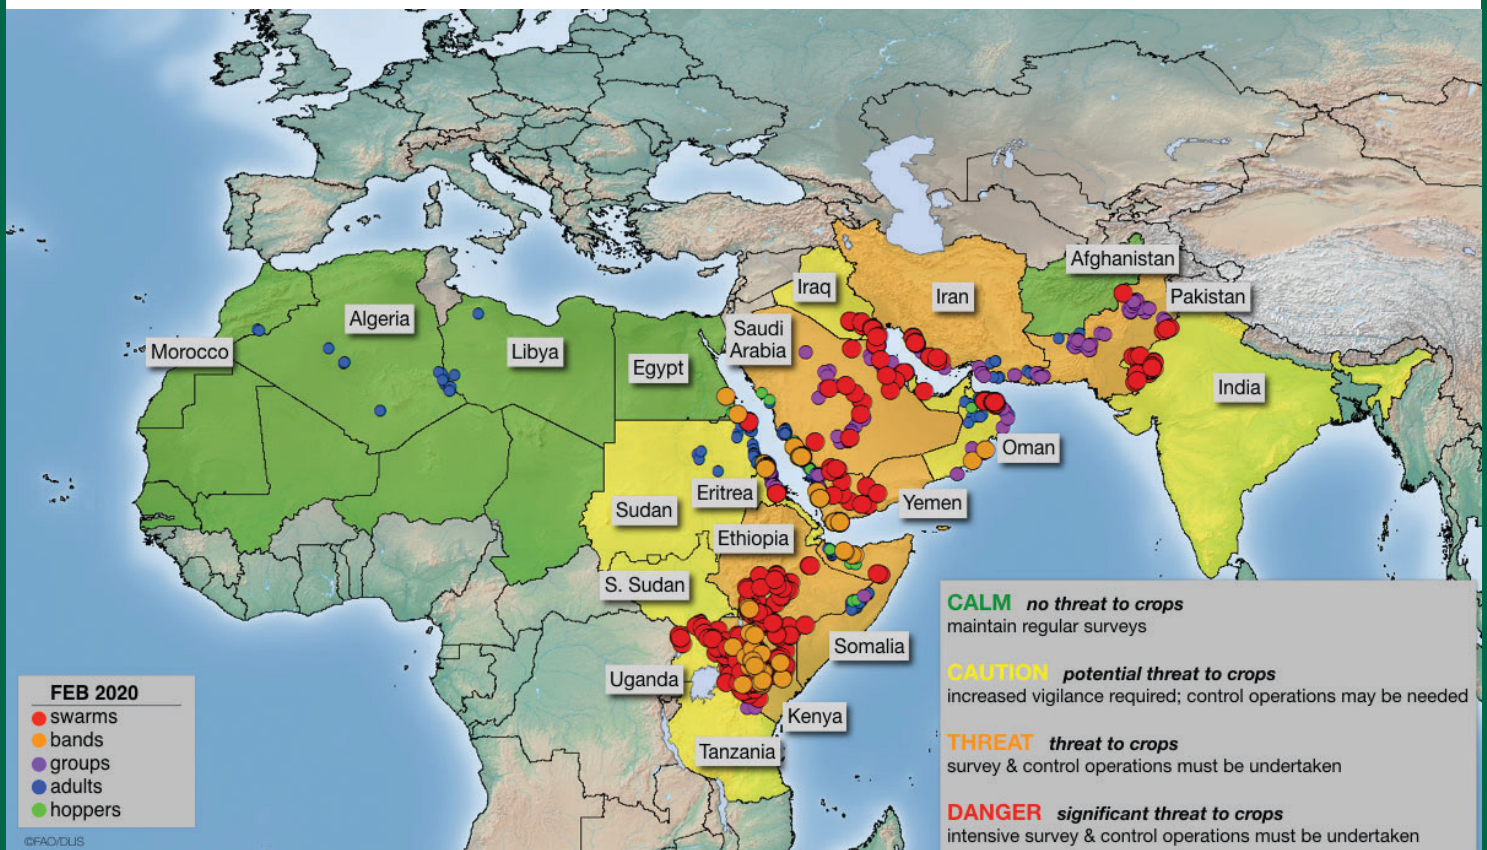 Afghanistan
Iraq
Iran
Pakistan
Algeria
Saudi
Arabia
Morocco
Libya
Egypt
India
Oman
Eritrea
Yemen
Sudan
Ethiopia
S. Sudan
Somalia
Uganda
Kenya
Tanzania
FEB 2020
swarms
bands
groups
adults
hoppers
©FAO/DLIS
CALM no threat to crops
maintain regular surveys
CAUTION potential threat to crops
increased vigilance required; control operations may be needed
THREAT threat to crops
survey & control operations must be undertaken
DANGER significant threat to crops
intensive survey & control operations must be undertaken